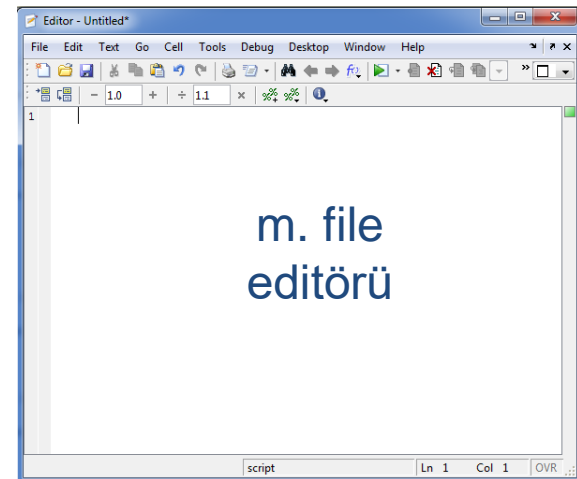 Editor - Untitled*
File Edit Text Go Cell Tools Debug Desktop Window Help
- 1.0 + ÷ 1.1 ×
1
m. file
editörü
script Ln 1 Col 1 OVR